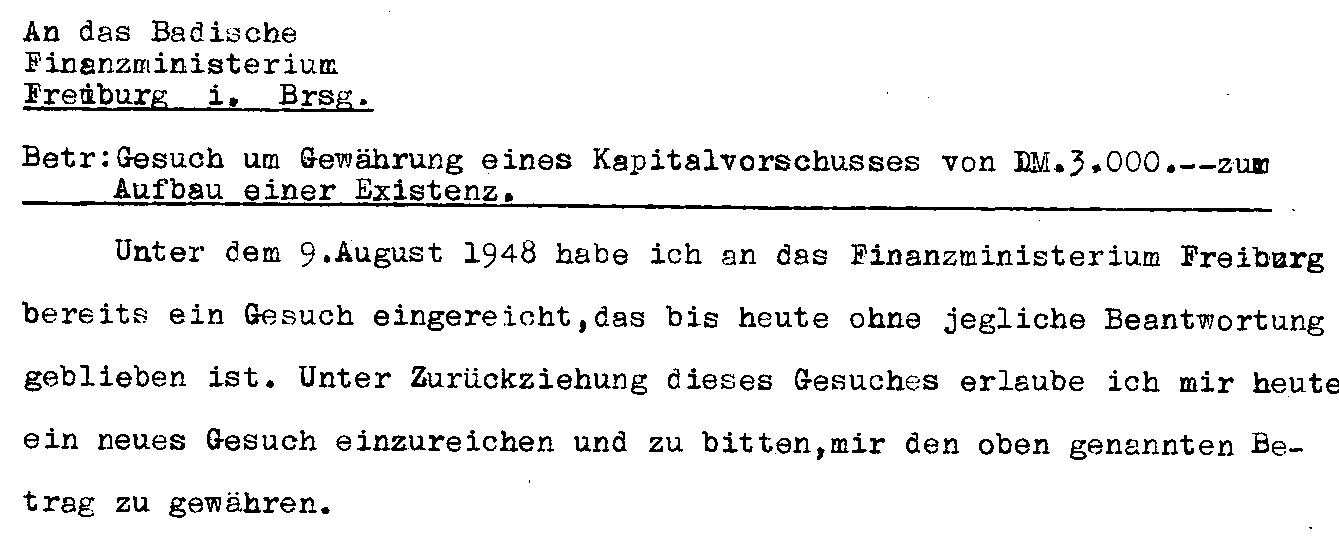 An das Badische
Finanzministerium
Freiburg i. Brsg.
Betr:Gesuch um Gewährung eines Kapitalvorschusses von DM.3.000.--zum
Aufbau einer Existenz.
Unter dem 9.August 1948 habe ich an das Finanzministerium Freiburg
bereits ein Gesuch eingereicht,das bis heute ohne jegliche Beantwortung
geblieben ist. Unter Zurückziehung dieses Gesuches erlaube ich mir heute
ein neues Gesuch einzureichen und zu bitten,mir den oben genannten Be-
trag zu gewähren.